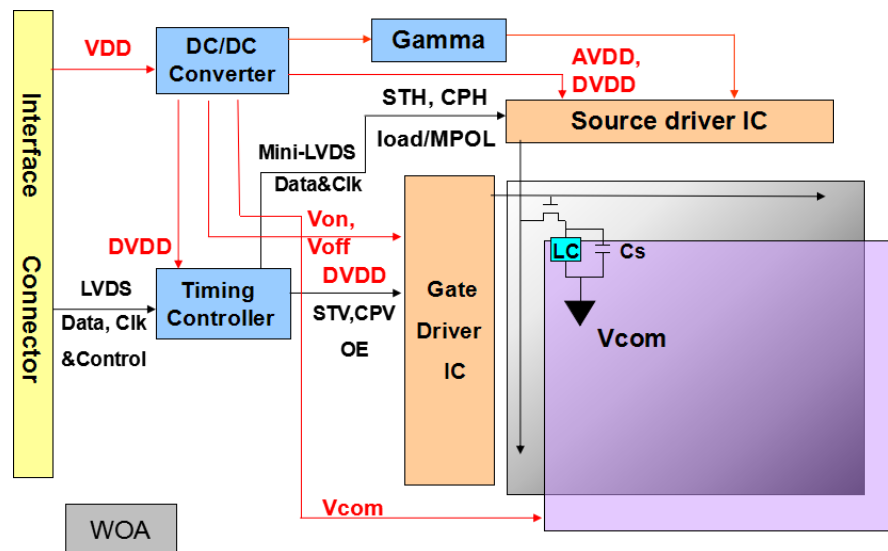 VDD
DC/DC
Converter
Gamma
AVDD,
DVDD
STH, CPH
load/MPOL
Source driver IC
Mini-LVDS
Data&Clk
Interface
Connector
Von,
Voff
DVDD
DVDD
LVDS
Data, Clk
&Control
Timing
Controller
STV,CPV
OE
Gate
Driver
IC
LC
Cs
Vcom
Vcom
WOA